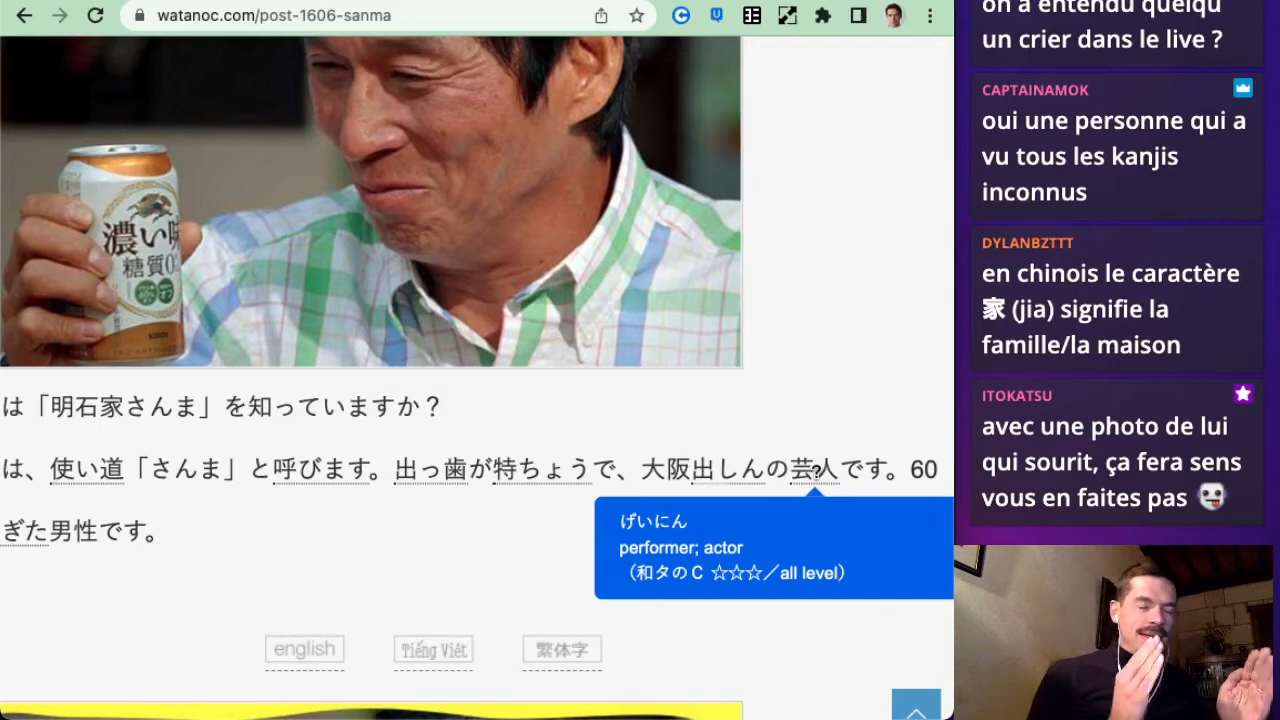 watanoc.com/post-1606-sanma
濃い味
糖質0
は「明石家さんま」を知っていますか？
は、使い道「さんま」と呼びます。出っ歯が特ちょうで、大阪出しんの芸人です。60
ぎた男性です。
げいにん
performer; actor
（和タのC ☆☆☆／all level）
english
Tiếng Việt
繁体字
on a entendu quelqu
un crier dans le live ?
CAPTAINAMOK
oui une personne qui a
vu tous les kanjis
inconnus
DYLANBZTTT
en chinois le caractère
家 (jia) signifie la
famille/la maison
ITOKATSU
avec une photo de lui
qui sourit, ça fera sens
vous en faites pas